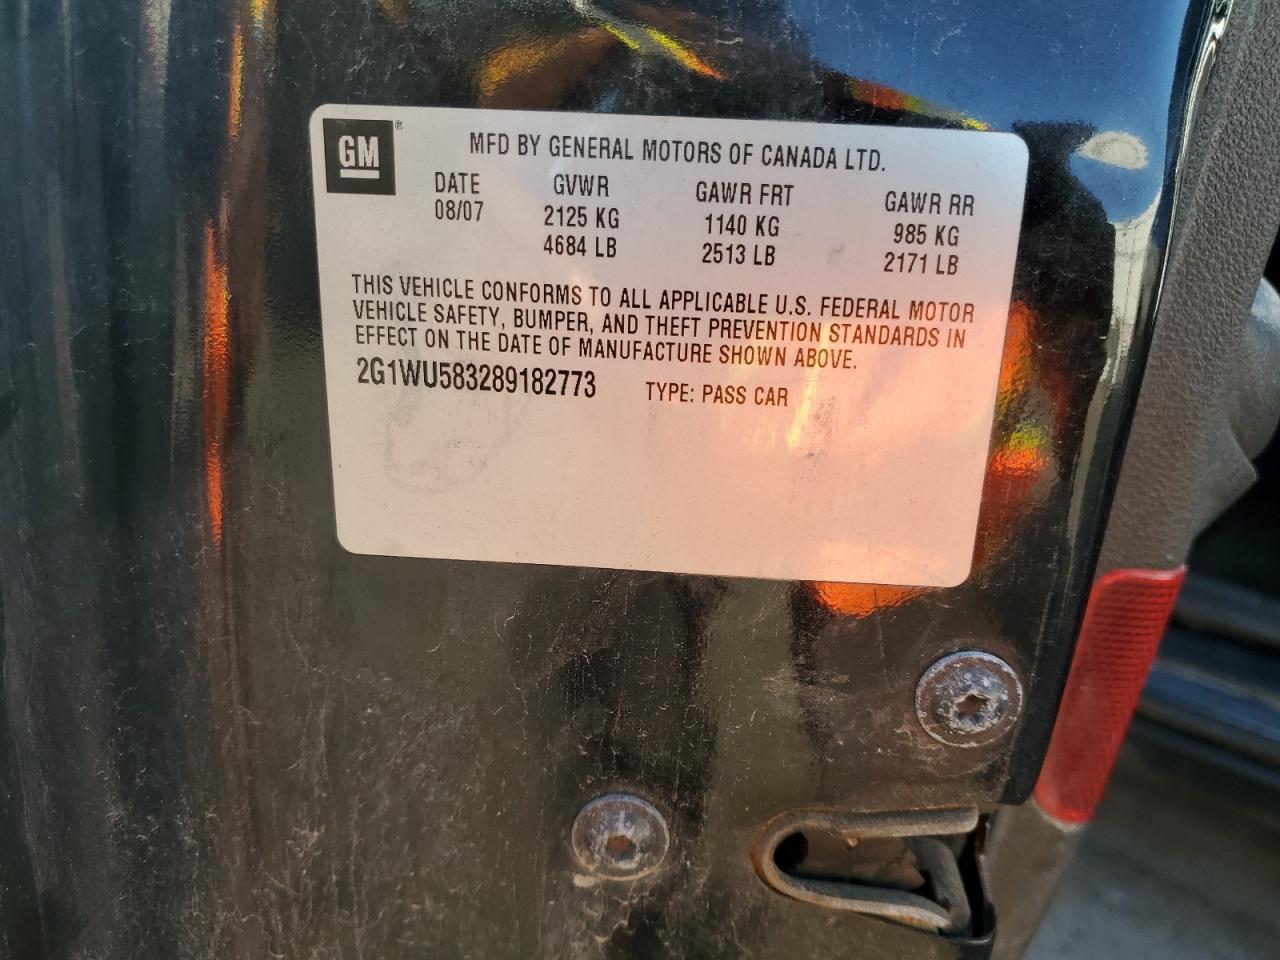 GM®
MFD BY GENERAL MOTORS OF CANADA LTD.
DATE GVWR GAWR FRT GAWR RR
08/07 2125 KG 1140 KG 985 KG
4684 LB 2513 LB 2171 LB
THIS VEHICLE CONFORMS TO ALL APPLICABLE U.S. FEDERAL MOTOR
VEHICLE SAFETY, BUMPER, AND THEFT PREVENTION STANDARDS IN
EFFECT ON THE DATE OF MANUFACTURE SHOWN ABOVE.
2G1WU583289182773 TYPE: PASS CAR